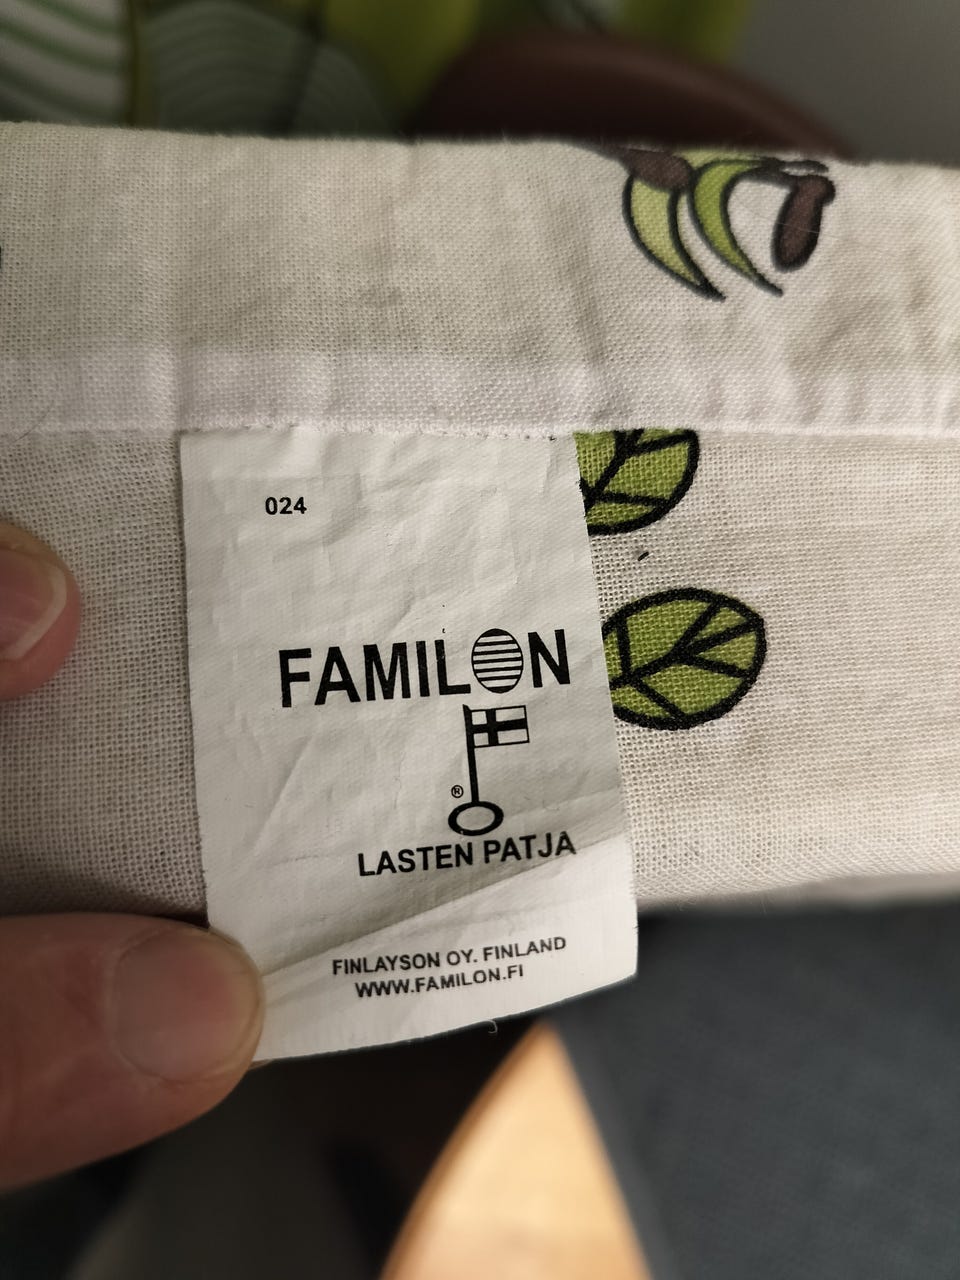 024
FAMILON
®
LASTEN PATJA
FINLAYSON OY. FINLAND
WWW.FAMILON.FI